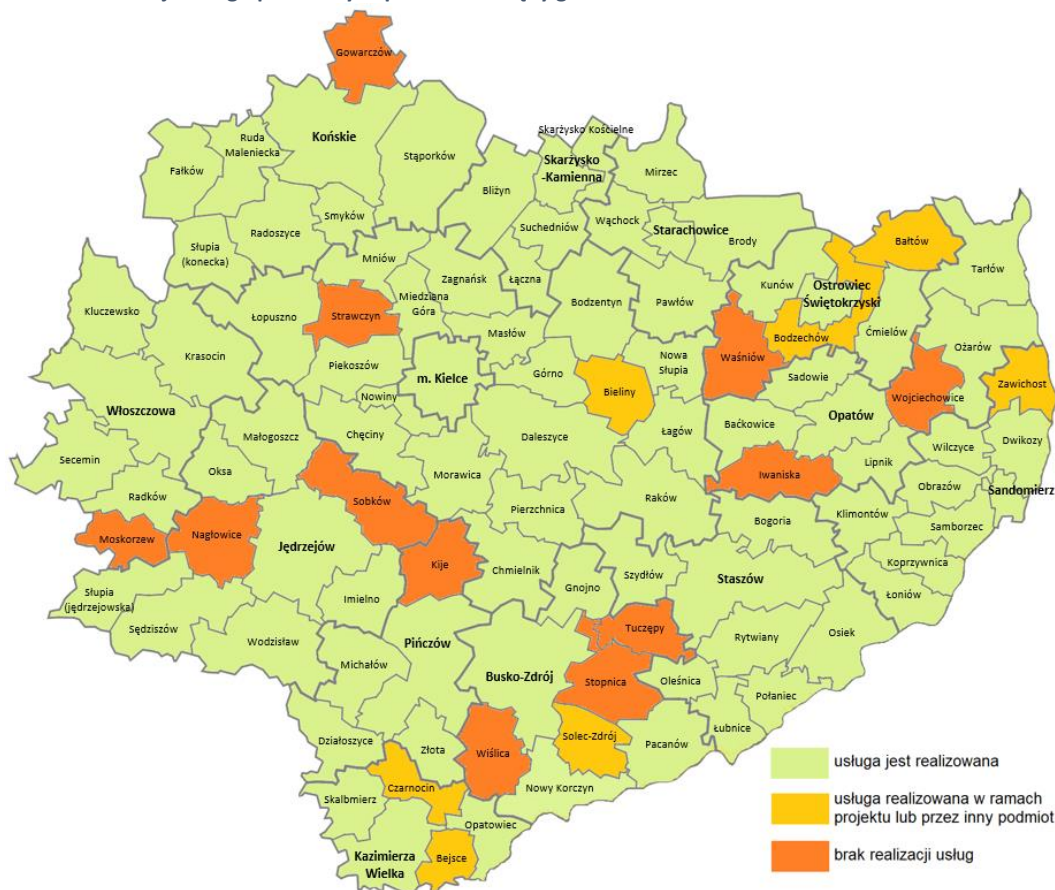 Gowarczów
Ruda
Maleniecka
Końskie
Skarżysko Kościelne
Fałków
Stąporków
Skarżysko
-Kamienna
Mirzec
Bliżyn
Smyków
Wąchock
Suchedniów
Starachowice
Radoszyce
Słupia
(konecka)
Brody
Bałtów
Mniów
Zagnańsk
Łączna
Tarłów
Kunów
Ostrowiec
Świętokrzyski
Kluczewsko
Łopuszno
Strawczyn
Miedziana
Góra
Bodzentyn
Pawłów
Masłów
Bodzechów
Ćmielów
Krasocin
Piekoszów
Górno
Nowa
Słupia
Waśniów
Ożarów
m. Kielce
Sadowie
Nowiny
Bieliny
Wojciechowice
Zawichost
Włoszczowa
Opatów
Małogoszcz
Chęciny
Daleszyce
Łagów
Baćkowice
Dwikozy
Secemin
Oksa
Morawica
Lipnik
Wilczyce
Iwaniska
Obrazów
Radków
Sobków
Raków
Sandomierz
Pierzchnica
Klimontów
Moskorzew
Nagłowice
Bogoria
Samborzec
Jędrzejów
Kije
Chmielnik
Koprzywnica
Szydłów
Staszów
Gnojno
Słupia
(jędrzejowska)
Imielno
Łoniów
Sędziszów
Tuczępy
Wodzisław
Pińczów
Rytwiany
Osiek
Michałów
Busko-Zdrój
Stopnica
Oleśnica
Połaniec
Łubnice
Działoszyce
Złota
Wiślica
Solec-Zdrój
Pacanów
Czarnocin
Nowy Korczyn
Skalbmierz
Opatowiec
Kazimierza
Wielka
Bejsce
usługa jest realizowana
usługa realizowana w ramach
projektu lub przez inny podmiot
brak realizacji usług